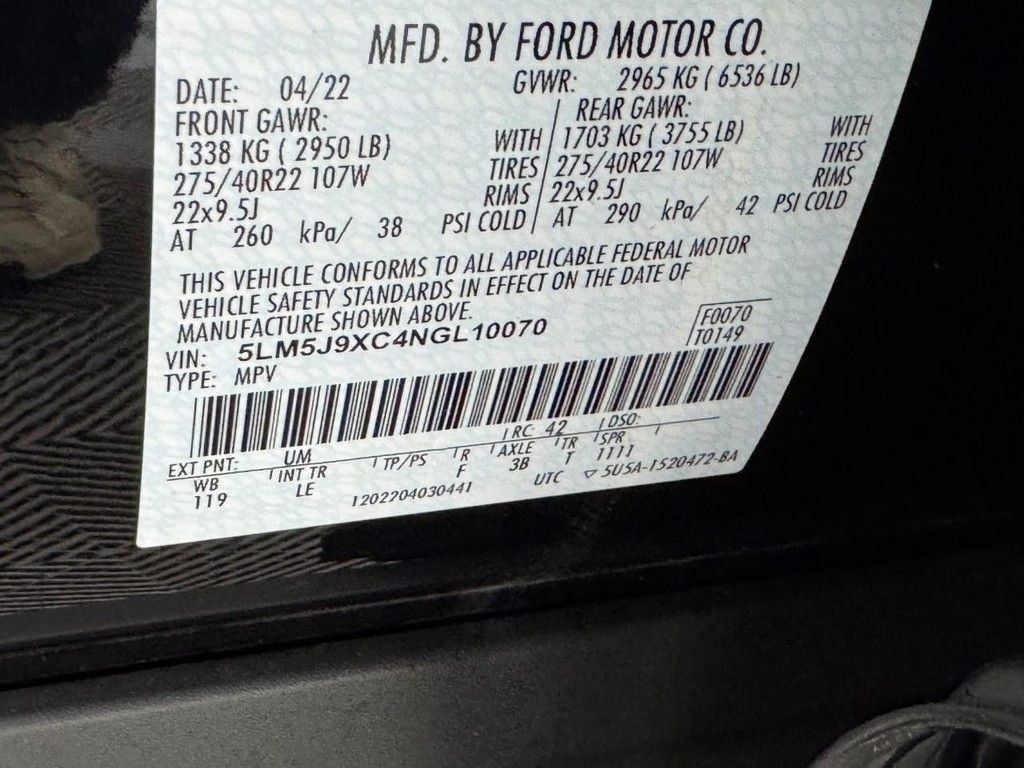 MFD. BY FORD MOTOR CO.
DATE: 04/22 GVWR: 2965 KG ( 6536 LB)
FRONT GAWR: REAR GAWR:
1338 KG ( 2950 LB) WITH 1703 KG ( 3755 LB) WITH
275/40R22 107W TIRES 275/40R22 107W TIRES
22x9.5J RIMS 22x9.5J RIMS
AT 260 kPa/ 38 PSI COLD AT 290 kPa/ 42 PSI COLD
THIS VEHICLE CONFORMS TO ALL APPLICABLE FEDERAL MOTOR
VEHICLE SAFETY STANDARDS IN EFFECT ON THE DATE OF
MANUFACTURE SHOWN ABOVE.
VIN: 5LM5J9XC4NGL10070 F0070
TYPE: MPV T0149
EXT PNT: UM RC: 42 DSO:
WB INT TR TP/PS R AXLE TR SPR
119 LE F 3B T 1111
1202204030441 UTC ▽ 5U5A-1520472-BA